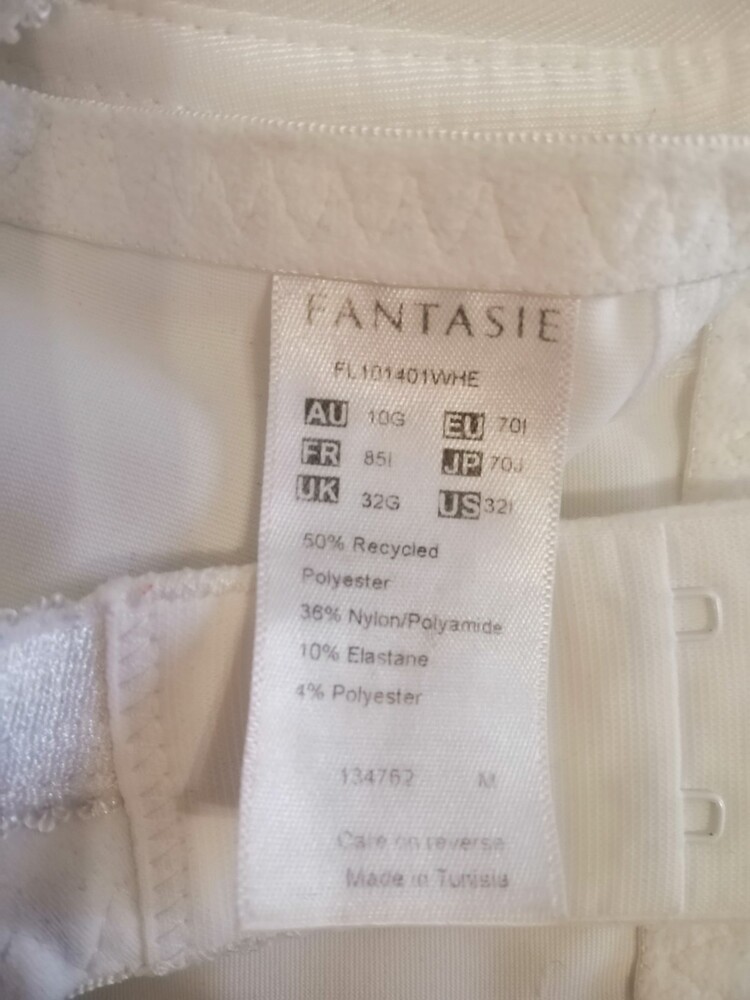 FANTASIE
FL101401WHE
AU 10G EU 70I
FR 85I JP 70J
UK 32G US 32I
50% Recycled
Polyester
36% Nylon/Polyamide
10% Elastane
4% Polyester
134762 M
Care on reverse
Made in Tunisia